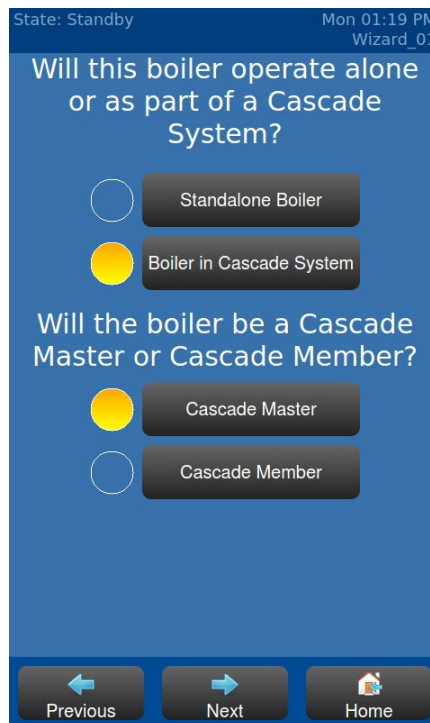 State: Standby
Mon 01:19 PM
Wizard_01
Will this boiler operate alone
or as part of a Cascade
System?
Standalone Boiler
Boiler in Cascade System
Will the boiler be a Cascade
Master or Cascade Member?
Cascade Master
Cascade Member
Previous
Next
Home